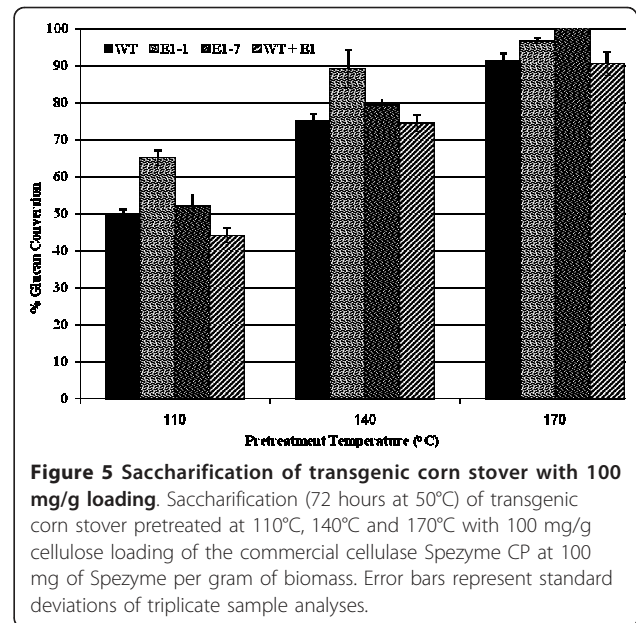 100
90
80
70
60
50
40
30
20
10
0
% Glucan Conversion
WT E1-1 E1-7 WT + E1
110 140 170
Pretreatment Temperature (°C)
Figure 5 Saccharification of transgenic corn stover with 100
mg/g loading. Saccharification (72 hours at 50°C) of transgenic
corn stover pretreated at 110°C, 140°C and 170°C with 100 mg/g
cellulose loading of the commercial cellulase Spezyme CP at 100
mg of Spezyme per gram of biomass. Error bars represent standard
deviations of triplicate sample analyses.